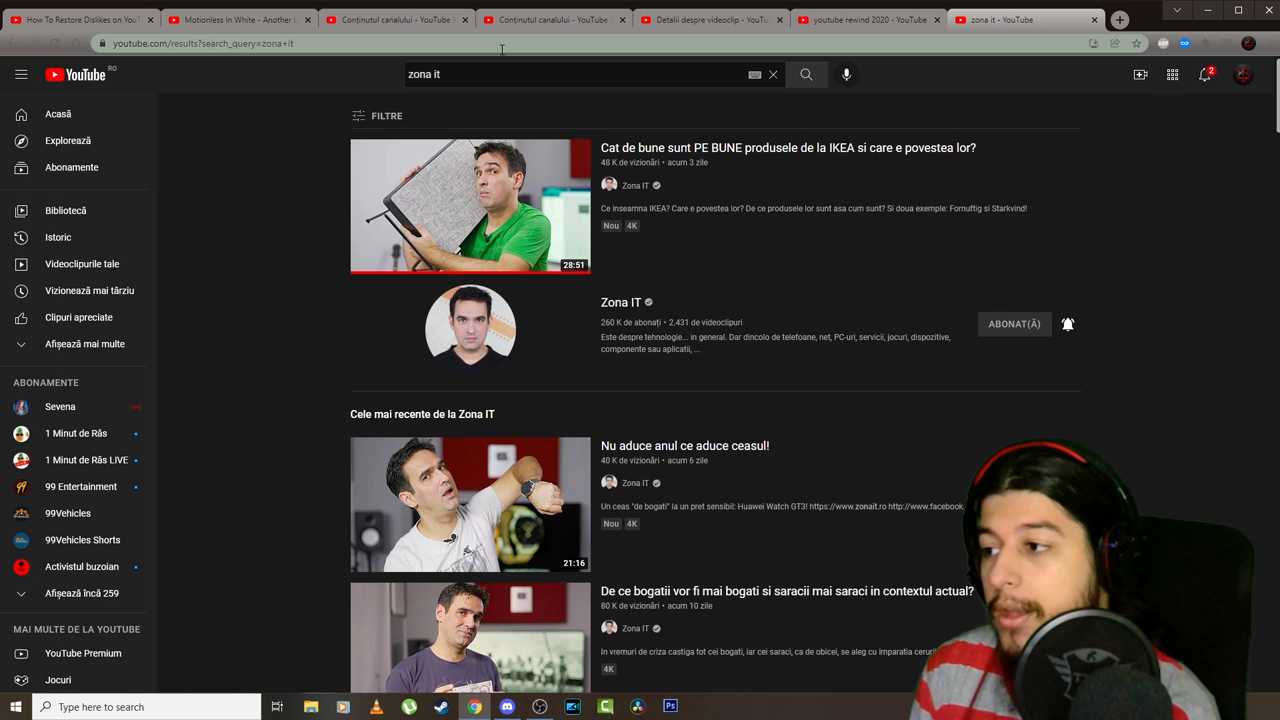 How To Restore Dislikes on YouT
Motionless In White - Another L
Conținutul canalului - YouTube S
Conținutul canalului - YouTube
Detalii despre videoclip - YouTu
youtube rewind 2020 - YouTube
zona it - YouTube
youtube.com/results?search_query=zona+it
YouTube RO
zona it
2
Acasă
Explorează
Abonamente
Bibliotecă
Istoric
Videoclipurile tale
Vizionează mai târziu
Clipuri apreciate
Afișează mai multe
ABONAMENTE
Sevena
1 Minut de Râs
1 Minut de Râs LIVE
99 Entertainment
99Vehicles
99Vehicles Shorts
Activistul buzoian
Afișează încă 259
MAI MULTE DE LA YOUTUBE
YouTube Premium
Jocuri
FILTRE
28:51
Cat de bune sunt PE BUNE produsele de la IKEA si care e povestea lor?
48 K de vizionări • acum 3 zile
Zona IT
Ce inseamna IKEA? Care e povestea lor? De ce produsele lor sunt asa cum sunt? Si doua exemple: Fornuftig si Starkvind!
Nou 4K
Zona IT
260 K de abonați • 2.431 de videoclipuri
Este despre tehnologie... in general. Dar dincolo de telefoane, net, PC-uri, servicii, jocuri, dispozitive,
componente sau aplicatii, ...
ABONAT(Ă)
Cele mai recente de la Zona IT
21:16
Nu aduce anul ce aduce ceasul!
40 K de vizionări • acum 6 zile
Zona IT
Un ceas "de bogati" la un pret sensibil: Huawei Watch GT3! https://www.zonait.ro http://www.facebook.
Nou 4K
De ce bogatii vor fi mai bogati si saracii mai saraci in contextul actual?
80 K de vizionări • acum 10 zile
Zona IT
In vremuri de criza castiga tot cei bogati, iar cei saraci, ca de obicei, se aleg cu imparatia ceruri
4K
Type here to search
Ps